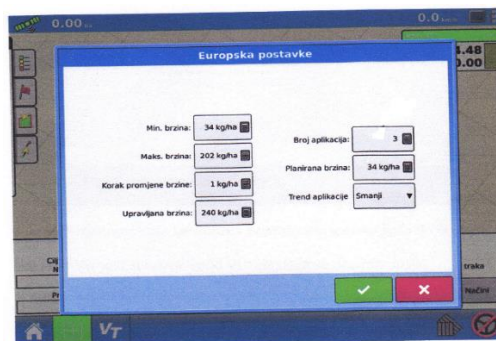 0.00
0.0
Europska postavke
4.48
0.00
Min. brzina: 34 kg/ha
Broj aplikacija: 3
Maks. brzina: 202 kg/ha
Planirana brzina: 34 kg/ha
Korak promjene brzine: 1 kg/ha
Trend aplikacije Smanji
Upravljana brzina: 240 kg/ha
traka
Načini
VT